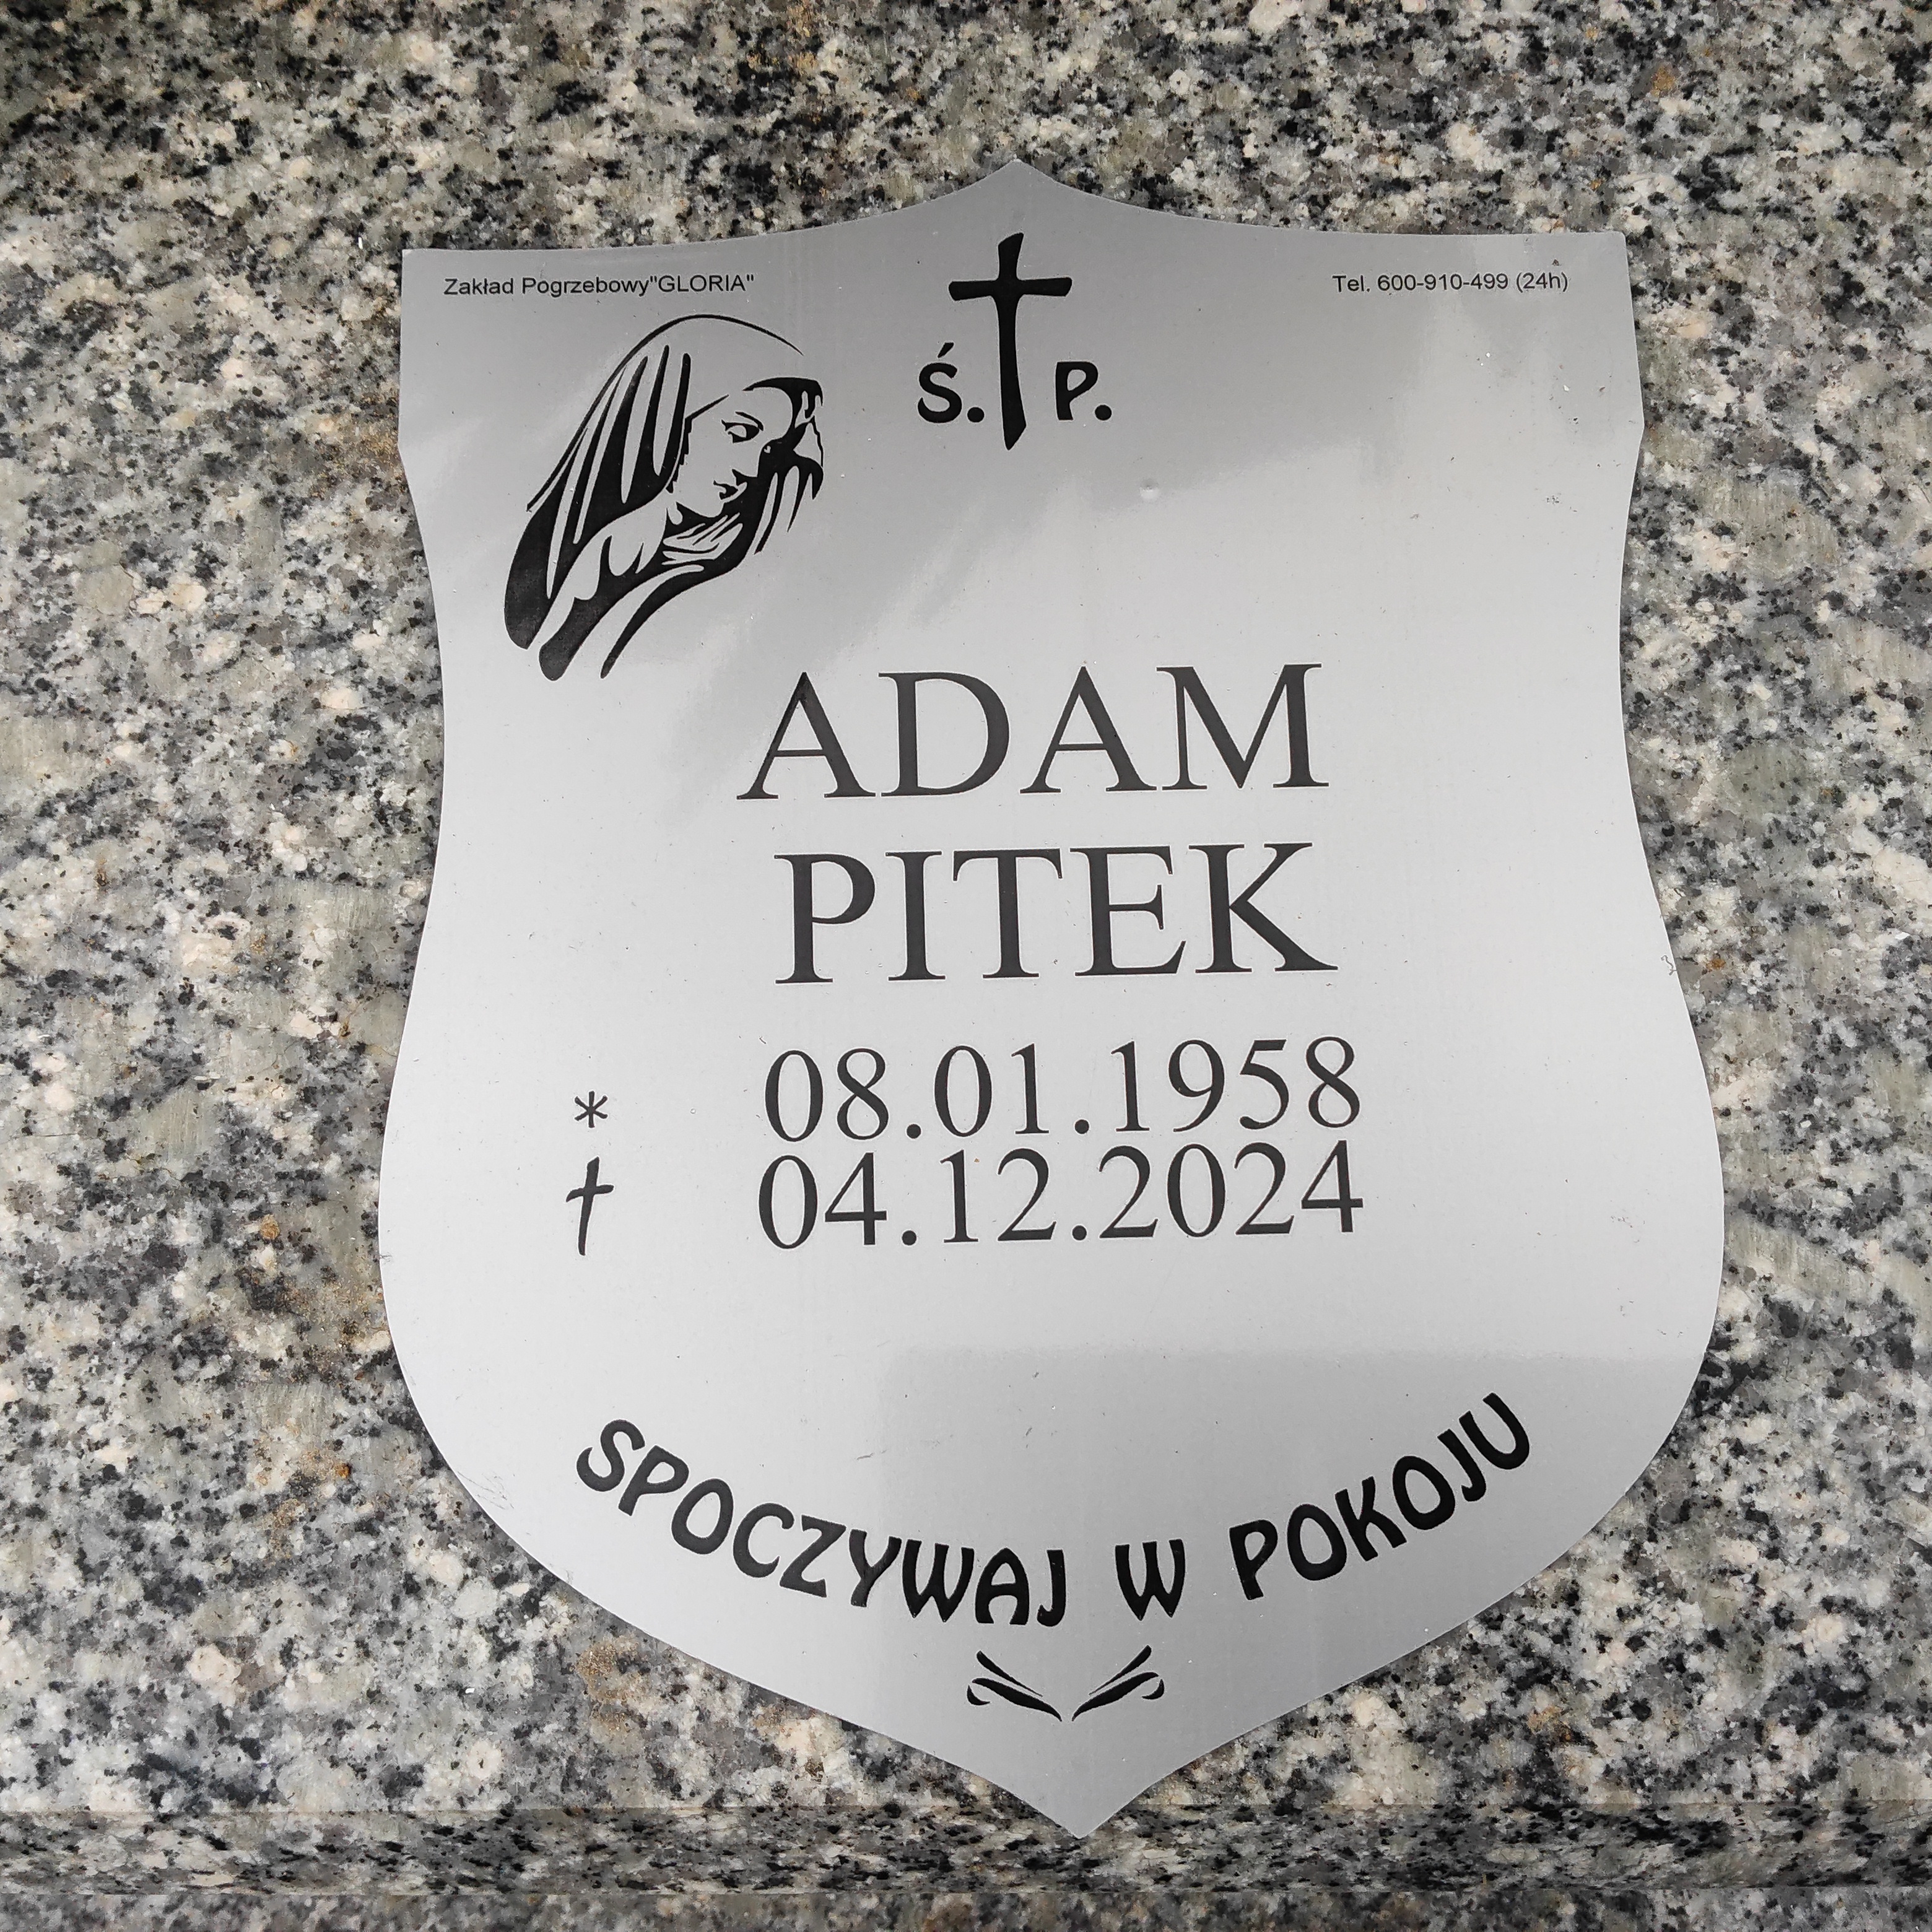 Zakład Pogrzebowy"GLORIA"
Tel. 600-910-499 (24h)
Ś. P.
ADAM
PITEK
* 08.01.1958
† 04.12.2024
SPOCZYWAJ W POKOJU